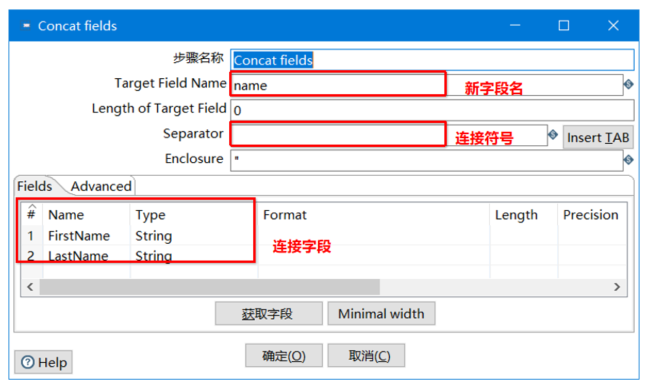 Concat fields
步骤名称 Concat fields
Target Field Name name 新字段名
Length of Target Field 0
Separator 连接符号 Insert TAB
Enclosure "
Fields Advanced
# Name Type Format Length Precision
1 FirstName String
2 LastName String
连接字段
获取字段 Minimal width
确定(O) 取消(C)
Help